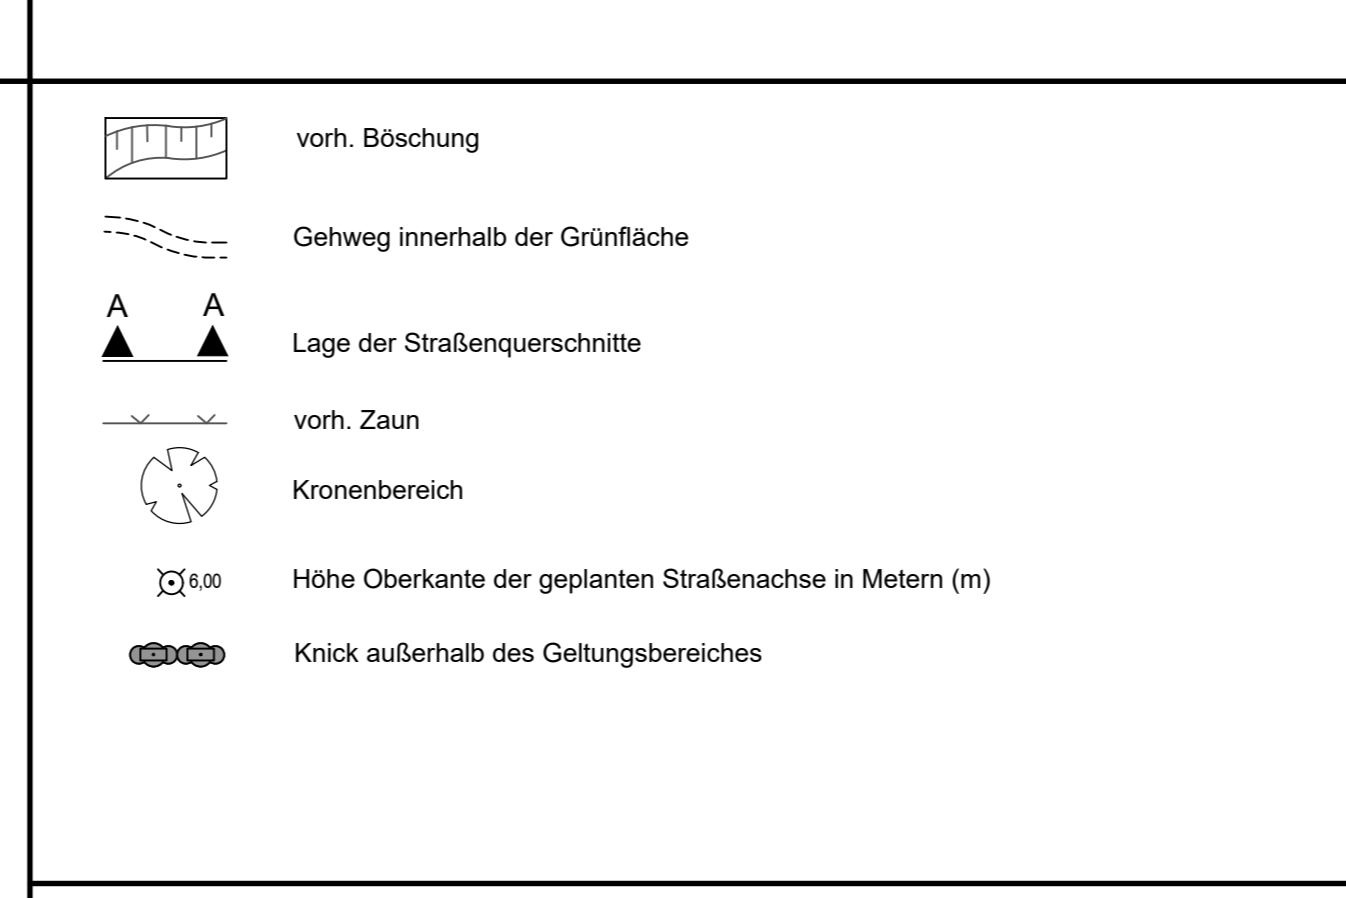 vorh. Böschung
Gehweg innerhalb der Grünfläche
A A
Lage der Straßenquerschnitte
vorh. Zaun
Kronenbereich
6,00 Höhe Oberkante der geplanten Straßenachse in Metern (m)
Knick außerhalb des Geltungsbereiches